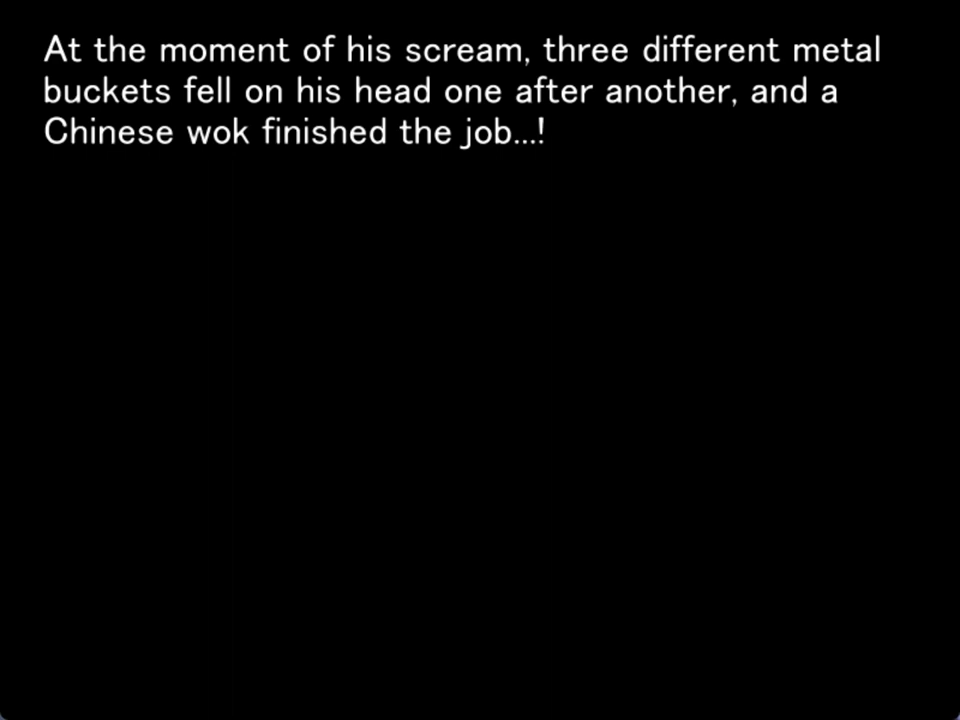 At the moment of his scream, three different metal
buckets fell on his head one after another, and a
Chinese wok finished the job...!